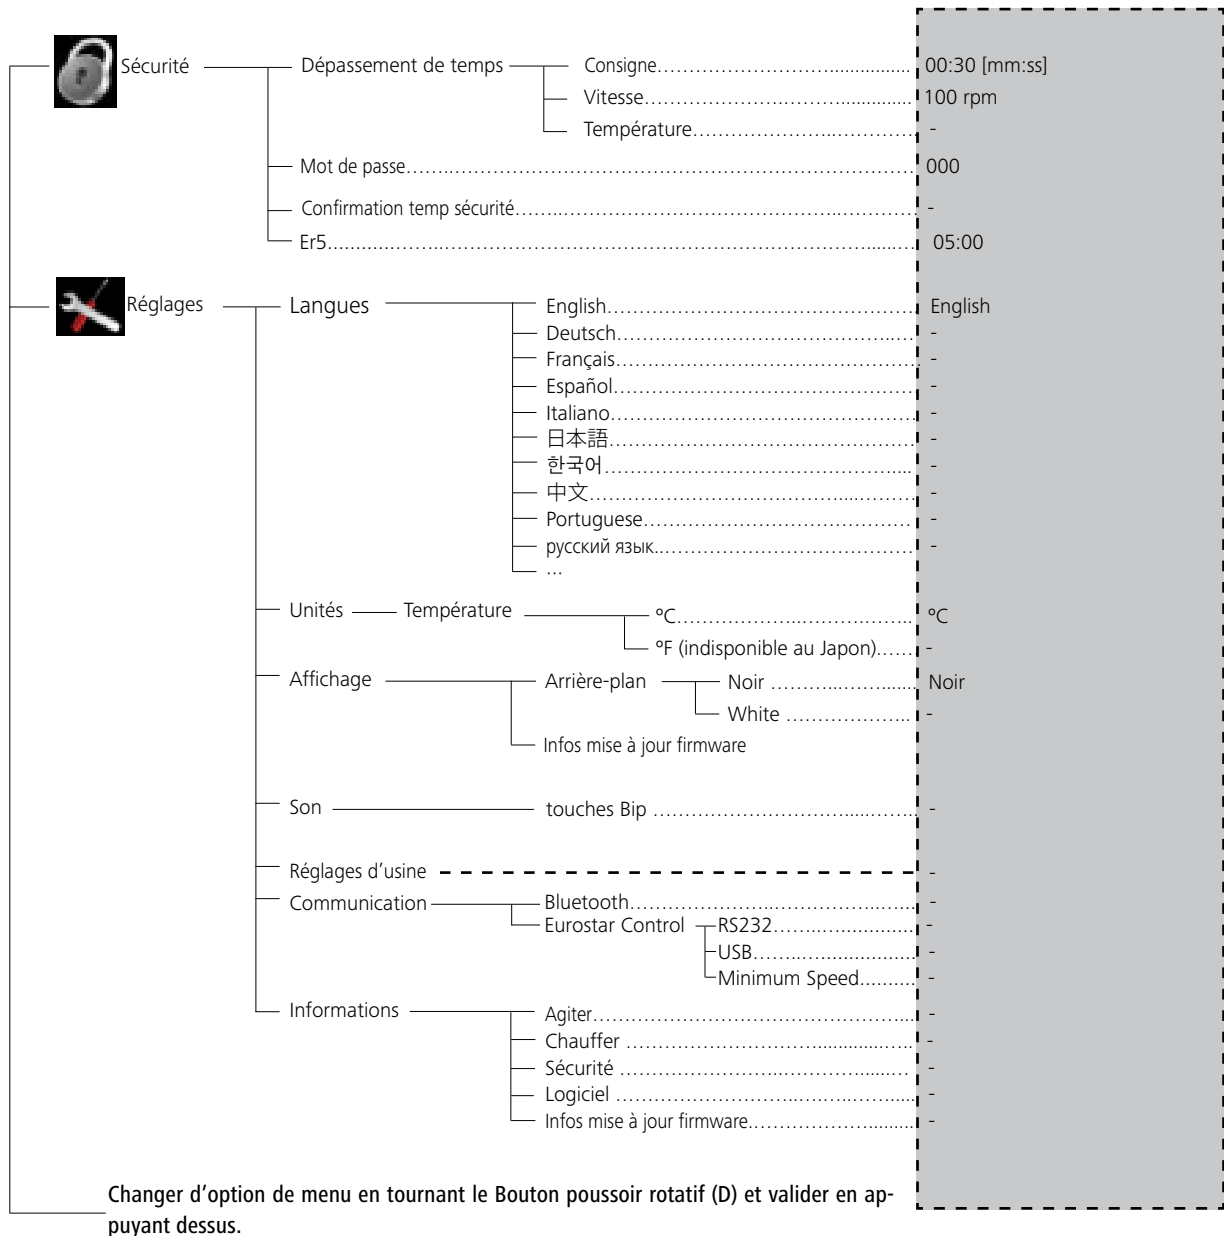 Sécurité Dépassement de temps Consigne........................................ 00:30 [mm:ss]
Vitesse........................................ 100 rpm
Température........................................ -
Mot de passe........................................ 000
Confirmation temp sécurité........................................ -
Er5........................................ 05:00
Réglages Langues English........................................ English
Deutsch........................................ -
Français........................................ -
Español........................................ -
Italiano........................................ -
日本語........................................ -
한국어........................................ -
中文........................................ -
Portuguese........................................ -
русский язык........................................ -
...
Unités Température °C........................................ °C
°F (indisponible au Japon)...... -
Affichage Arrière-plan Noir .................... Noir
White .................... -
Infos mise à jour firmware
Son touches Bip ........................................ -
Réglages d'usine -
Communication Bluetooth........................................ -
Eurostar Control RS232.................... -
USB.................... -
Minimum Speed.......... -
Informations Agiter........................................ -
Chauffer ........................................ -
Sécurité ........................................ -
Logiciel ........................................ -
Infos mise à jour firmware.............................. -
Changer d'option de menu en tournant le Bouton poussoir rotatif (D) et valider en ap-
puyant dessus.